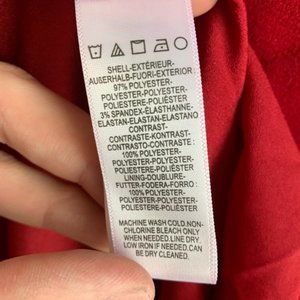 SHELL-EXTÉRIEUR-
AUßERHALB-FUORI-EXTERIOR:
97% POLYESTER-
POLYESTER-POLYESTER-
POLIESTERE-POLIÉSTER
3% SPANDEX-ÉLASTHANNE-
ELASTAN-ELASTAN-ELASTANO
CONTRAST-
CONTRASTE-KONTRAST-
CONTRASTO-CONTRASTE:
100% POLYESTER-
POLYESTER-POLYESTER-
POLIESTERE-POLIÉSTER
LINING-DOUBLURE-
FUTTER-FODERA-FORRO:
100% POLYESTER-
POLYESTER-POLYESTER-
POLIESTERE-POLIÉSTER
MACHINE WASH COLD.NON-
CHLORINE BLEACH ONLY
WHEN NEEDED.LINE DRY.
LOW IRON IF NEEDED.CAN
BE DRY CLEANED.